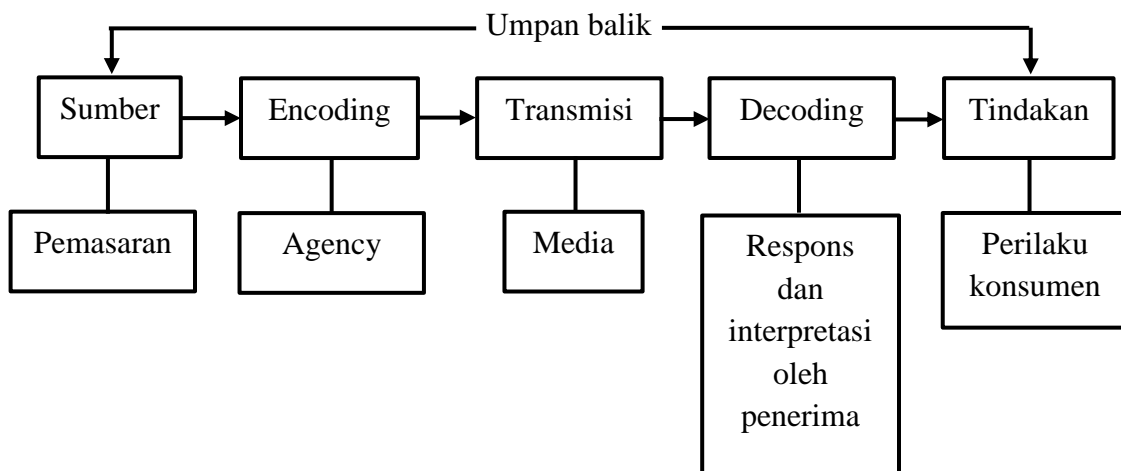 Umpan balik
Sumber
Encoding
Transmisi
Decoding
Tindakan
Pemasaran
Agency
Media
Respons
dan
interpretasi
oleh
penerima
Perilaku
konsumen